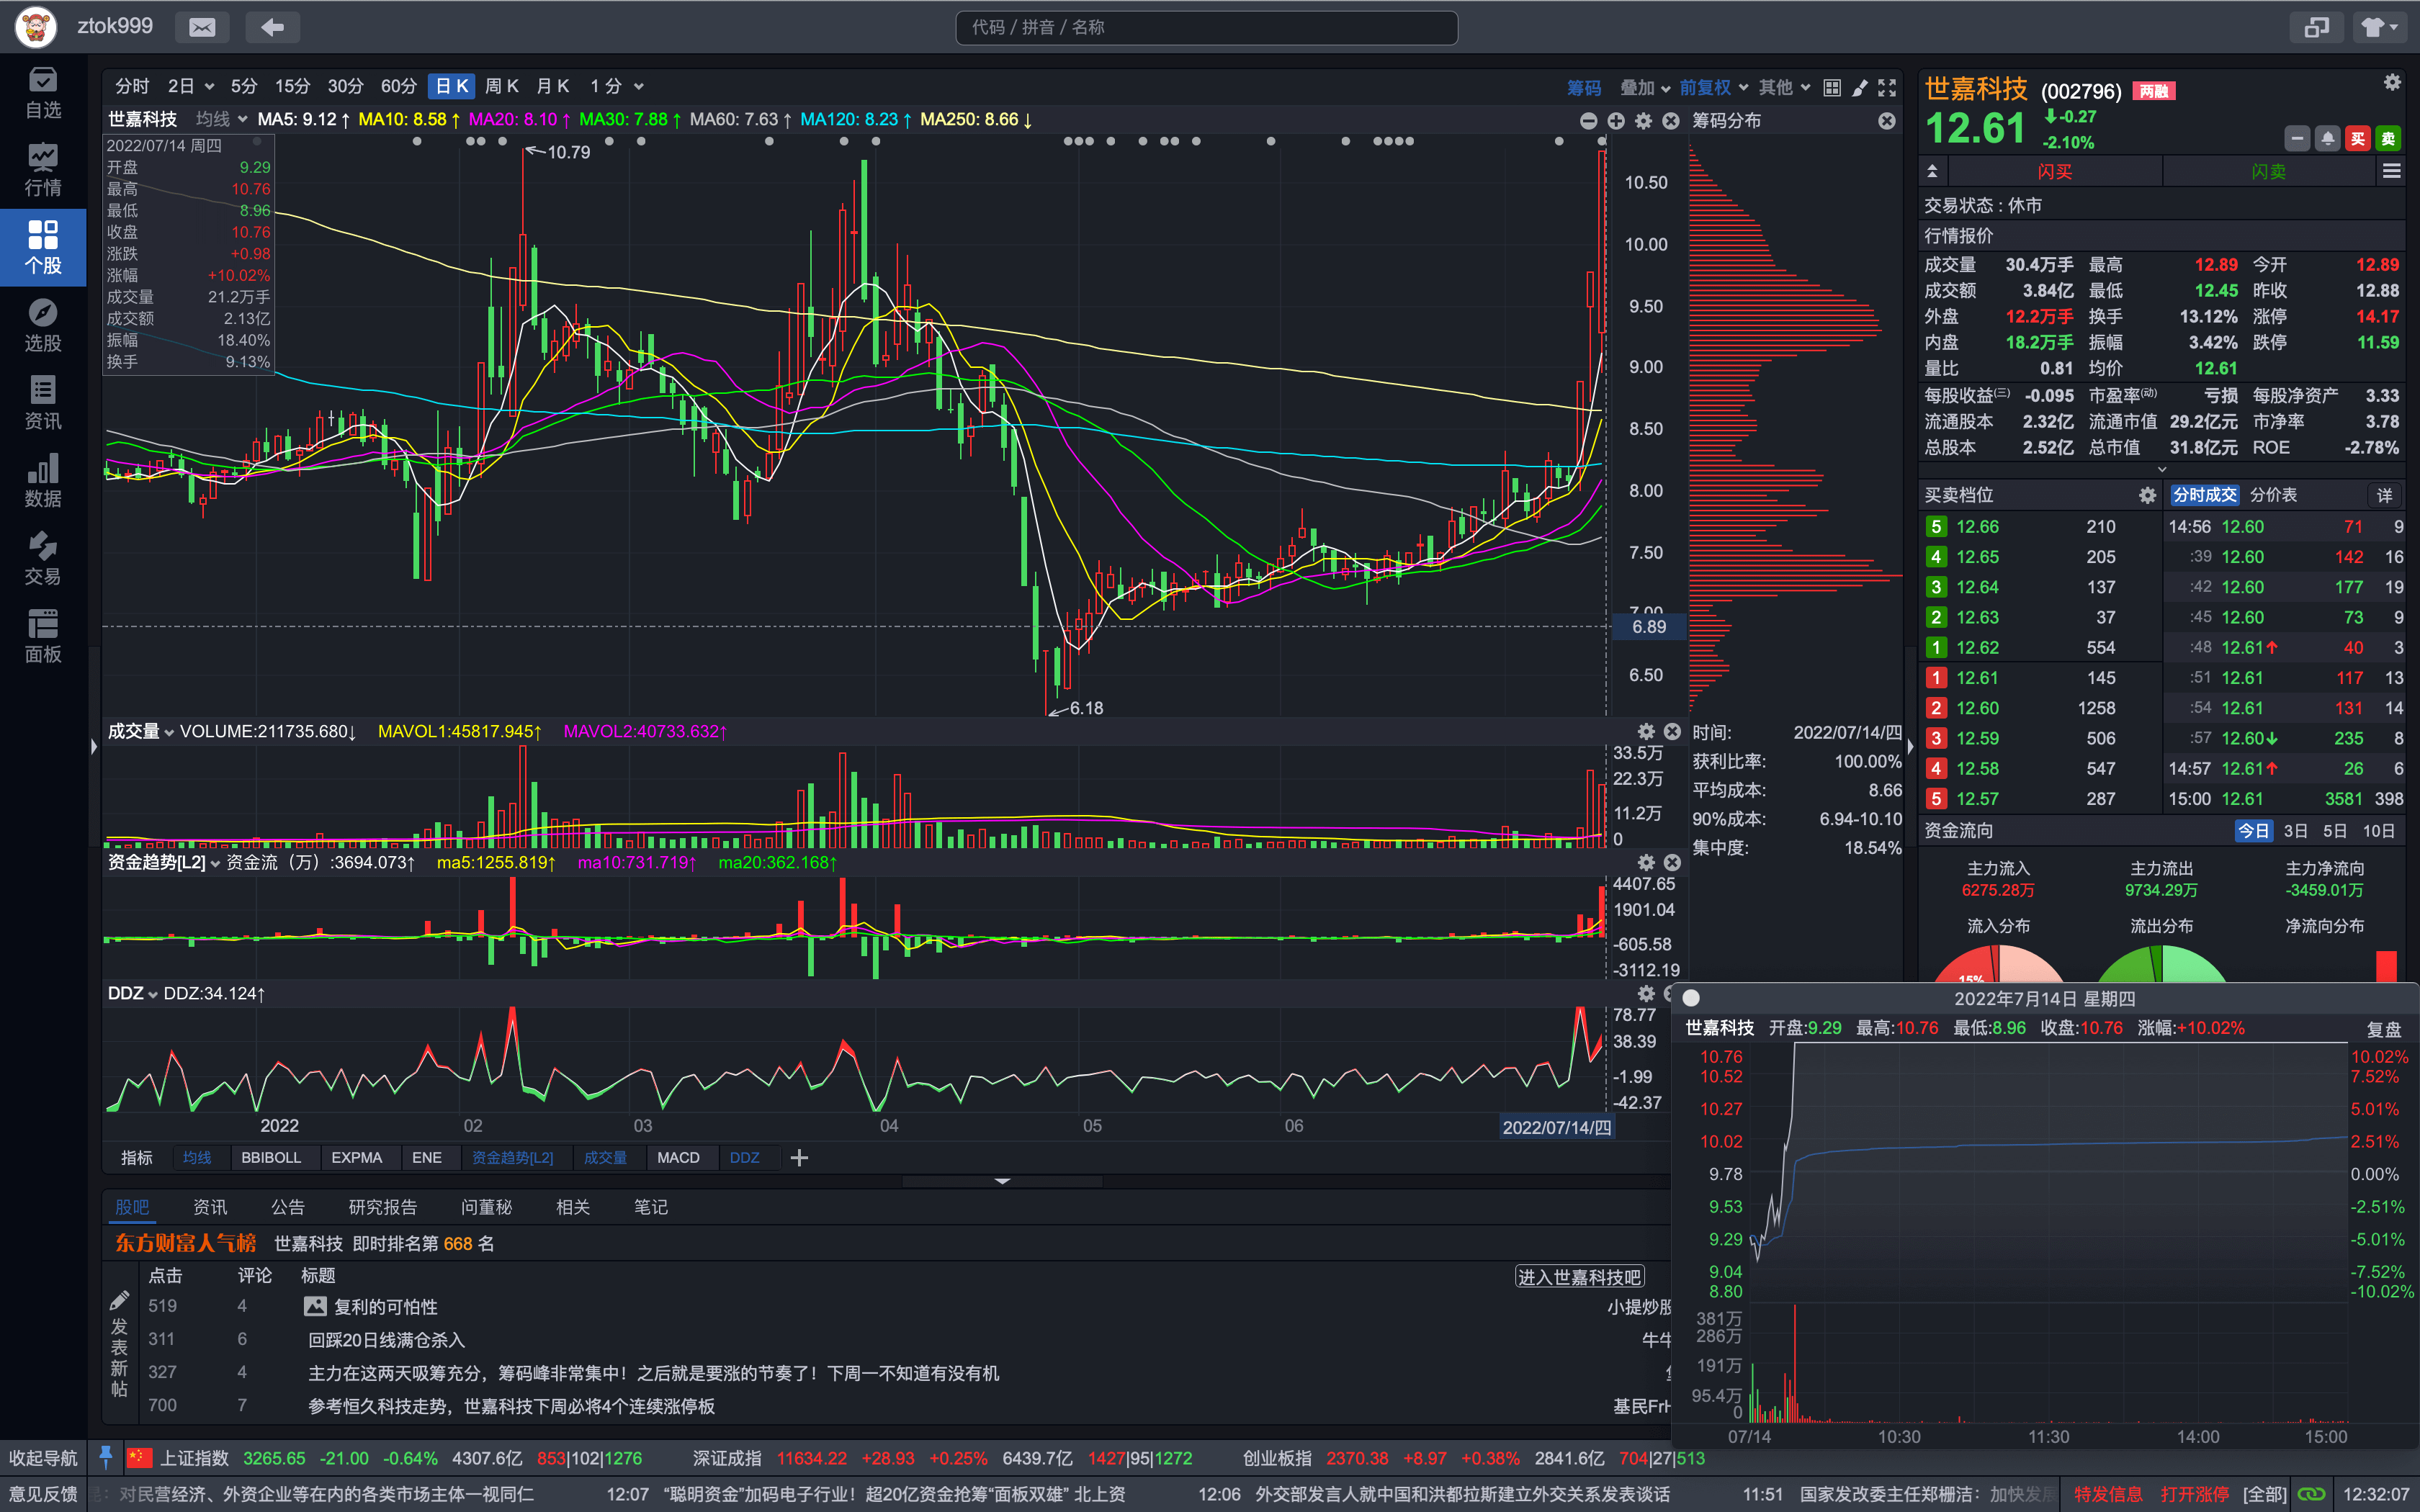 ztok999
代码 / 拼音 / 名称
自选
行情
个股
选股
资讯
数据
交易
面板
分时 2日 5分 15分 30分 60分 日K 周K 月K 1分
筹码 叠加 前复权 其他
世嘉科技 均线 MA5: 9.12↑ MA10: 8.58↑ MA20: 8.10↑ MA30: 7.88↑ MA60: 7.63↑ MA120: 8.23↑ MA250: 8.66↓
筹码分布
2022/07/14 周四
开盘 9.29
最高 10.76
最低 8.96
收盘 10.76
涨跌 +0.98
涨幅 +10.02%
成交量 21.2万手
成交额 2.13亿
振幅 18.40%
换手 9.13%
10.79
6.18
10.50
10.00
9.50
9.00
8.50
8.00
7.50
7.00
6.89
6.50
成交量 VOLUME:211735.680↓ MAVOL1:45817.945↑ MAVOL2:40733.632↑
33.5万
22.3万
11.2万
0
资金趋势[L2] 资金流（万）:3694.073↑ ma5:1255.819↑ ma10:731.719↑ ma20:362.168↑
4407.65
1901.04
-605.58
-3112.19
DDZ DDZ:34.124↑
78.77
38.39
-1.99
-42.37
2022 02 03 04 05 06 2022/07/14/四
指标 均线 BBIBOLL EXPMA ENE 资金趋势[L2] 成交量 MACD DDZ
时间: 2022/07/14/四
获利比率: 100.00%
平均成本: 8.66
90%成本: 6.94-10.10
集中度: 18.54%
股吧 资讯 公告 研究报告 问董秘 相关 笔记
东方财富人气榜 世嘉科技 即时排名第 668 名
点击 评论 标题 进入世嘉科技吧
519 4 复利的可怕性 小提炒股
311 6 回踩20日线满仓杀入 牛牛
327 4 主力在这两天吸筹充分，筹码峰非常集中！之后就是要涨的节奏了！下周一不知道有没有机
700 7 参考恒久科技走势，世嘉科技下周必将4个连续涨停板 基民FrH
发表新帖
世嘉科技 (002796) 两融
12.61 -0.27
-2.10%
买 卖
闪买 闪卖
交易状态 : 休市
行情报价
成交量 30.4万手 最高 12.89 今开 12.89
成交额 3.84亿 最低 12.45 昨收 12.88
外盘 12.2万手 换手 13.12% 涨停 14.17
内盘 18.2万手 振幅 3.42% 跌停 11.59
量比 0.81 均价 12.61
每股收益(三) -0.095 市盈率(动) 亏损 每股净资产 3.33
流通股本 2.32亿 流通市值 29.2亿元 市净率 3.78
总股本 2.52亿 总市值 31.8亿元 ROE -2.78%
买卖档位 分时成交 分价表 详
5 12.66 210 14:56 12.60 71 9
4 12.65 205 :39 12.60 142 16
3 12.64 137 :42 12.60 177 19
2 12.63 37 :45 12.60 73 9
1 12.62 554 :48 12.61↑ 40 3
1 12.61 145 :51 12.61 117 13
2 12.60 1258 :54 12.61 131 14
3 12.59 506 :57 12.60↓ 235 8
4 12.58 547 14:57 12.61↑ 26 6
5 12.57 287 15:00 12.61 3581 398
资金流向 今日 3日 5日 10日
主力流入 主力流出 主力净流向
6275.28万 9734.29万 -3459.01万
流入分布 流出分布 净流向分布
15%
2022年7月14日 星期四
世嘉科技 开盘:9.29 最高:10.76 最低:8.96 收盘:10.76 涨幅:+10.02% 复盘
10.76 10.02%
10.52 7.52%
10.27 5.01%
10.02 2.51%
9.78 0.00%
9.53 -2.51%
9.29 -5.01%
9.04 -7.52%
8.80 -10.02%
381万
286万
191万
95.4万
0
07/14 10:30 11:30 14:00 15:00
收起导航 上证指数 3265.65 -21.00 -0.64% 4307.6亿 853|102|1276 深证成指 11634.22 +28.93 +0.25% 6439.7亿 1427|95|1272 创业板指 2370.38 +8.97 +0.38% 2841.6亿 704|27|513
意见反馈 对民营经济、外资企业等在内的各类市场主体一视同仁 12:07 “聪明资金”加码电子行业！超20亿资金抢筹“面板双雄” 北上资 12:06 外交部发言人就中国和洪都拉斯建立外交关系发表谈话 11:51 国家发改委主任郑栅洁：加快发展 特发信息 打开涨停 [全部] 12:32:07